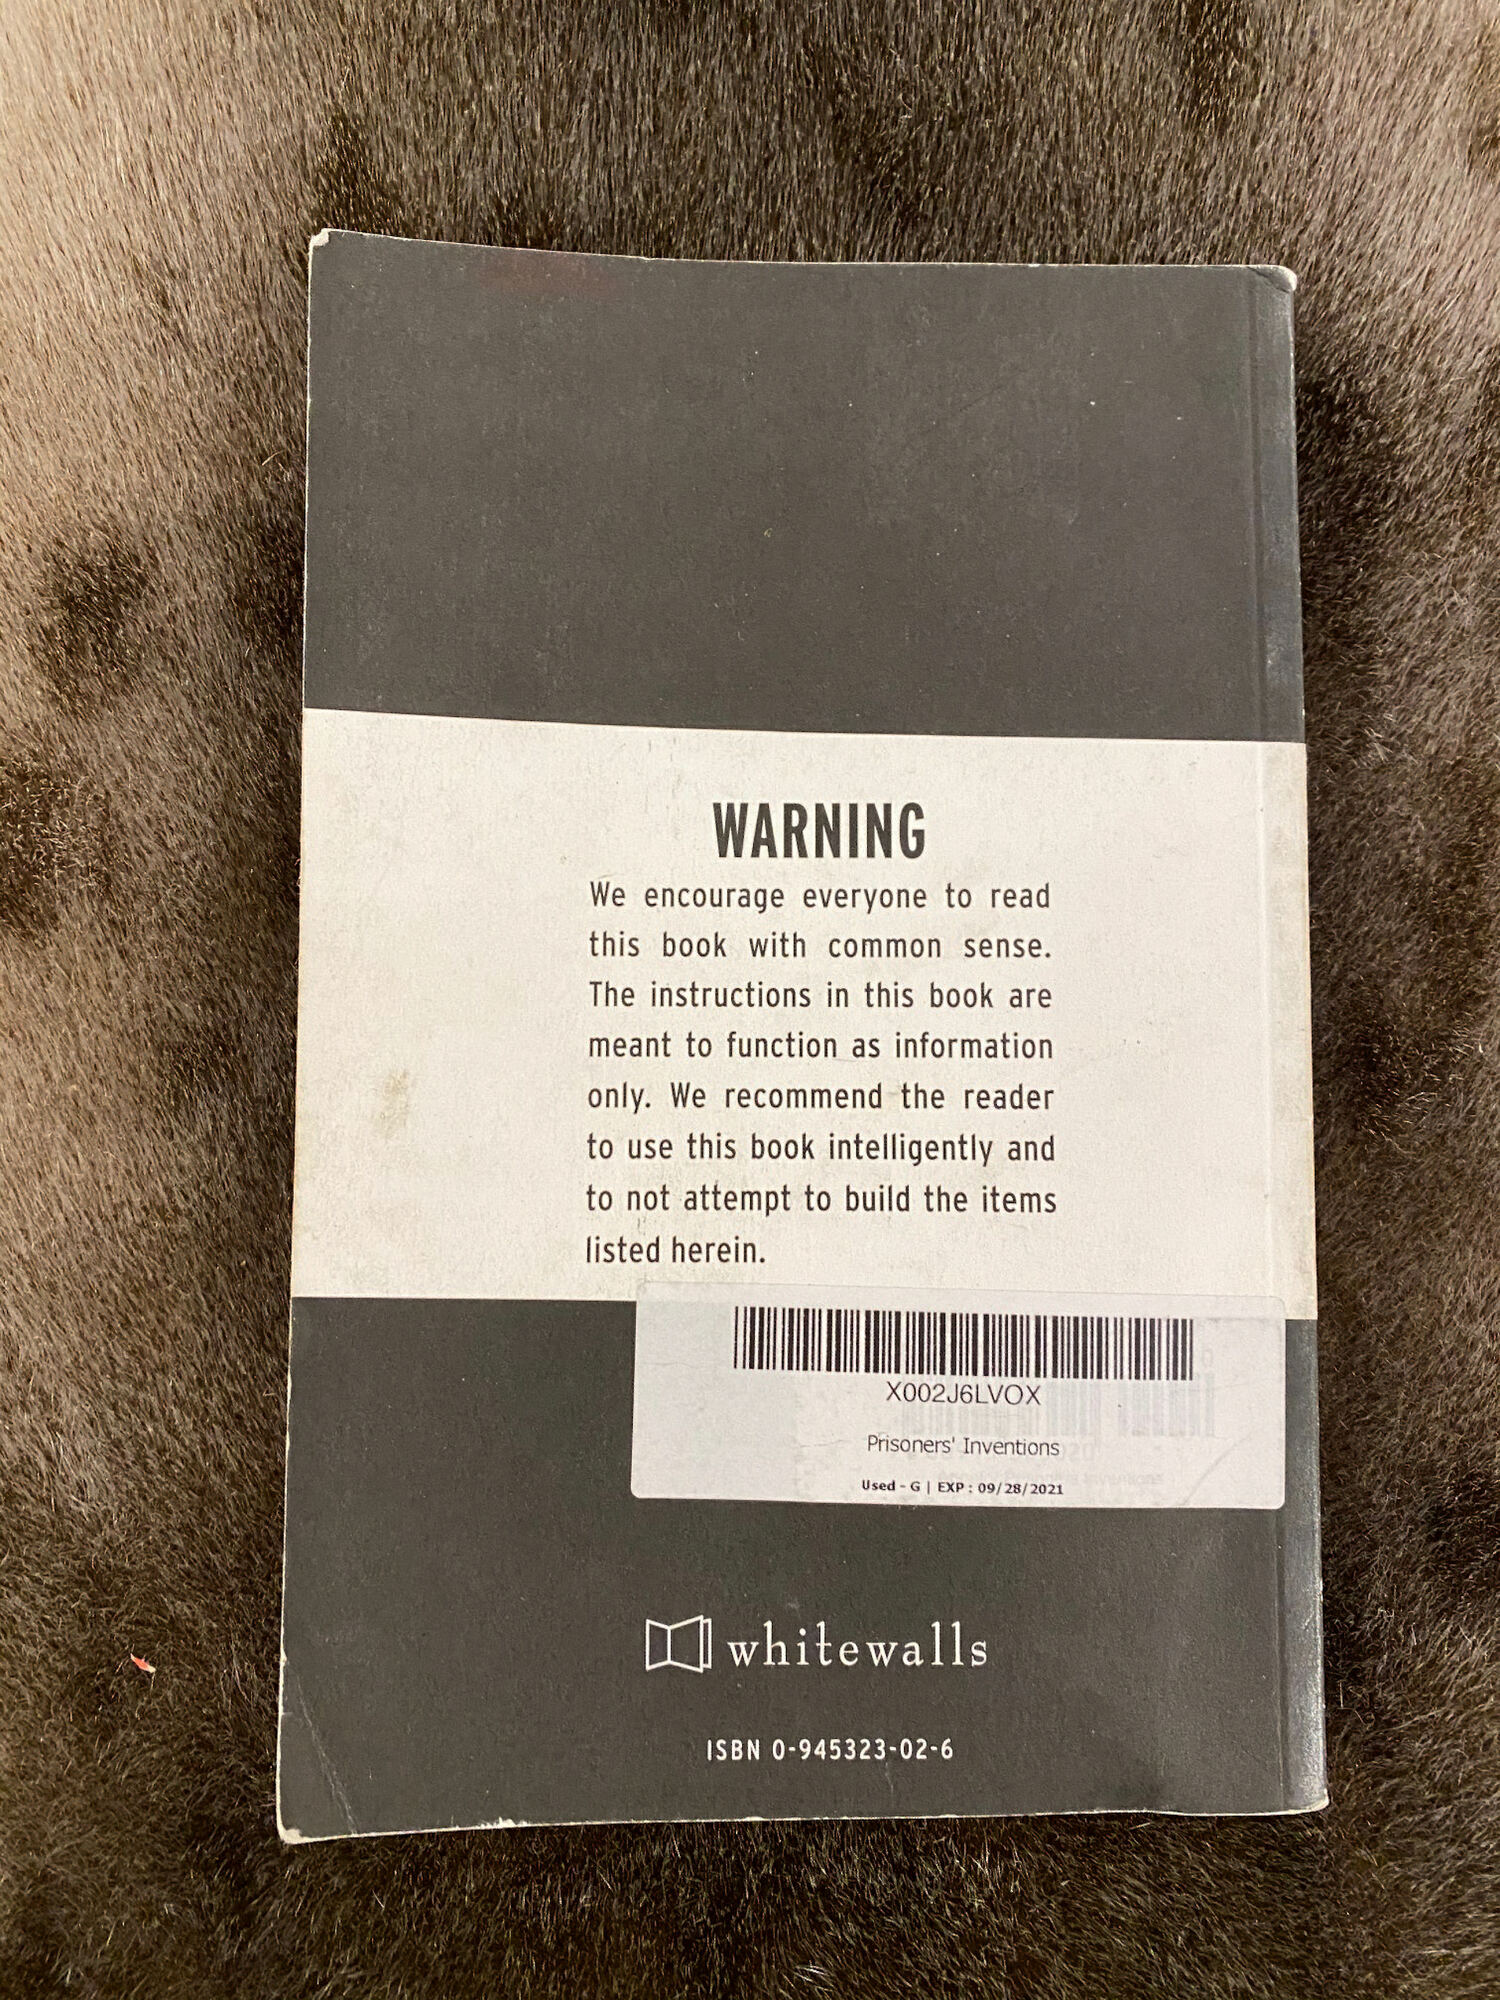 WARNING
We encourage everyone to read
this book with common sense.
The instructions in this book are
meant to function as information
only. We recommend the reader
to use this book intelligently and
to not attempt to build the items
listed herein.
X002J6LVOX
Prisoners' Inventions
Used - G | EXP : 09/28/2021
whitewalls
ISBN 0-945323-02-6